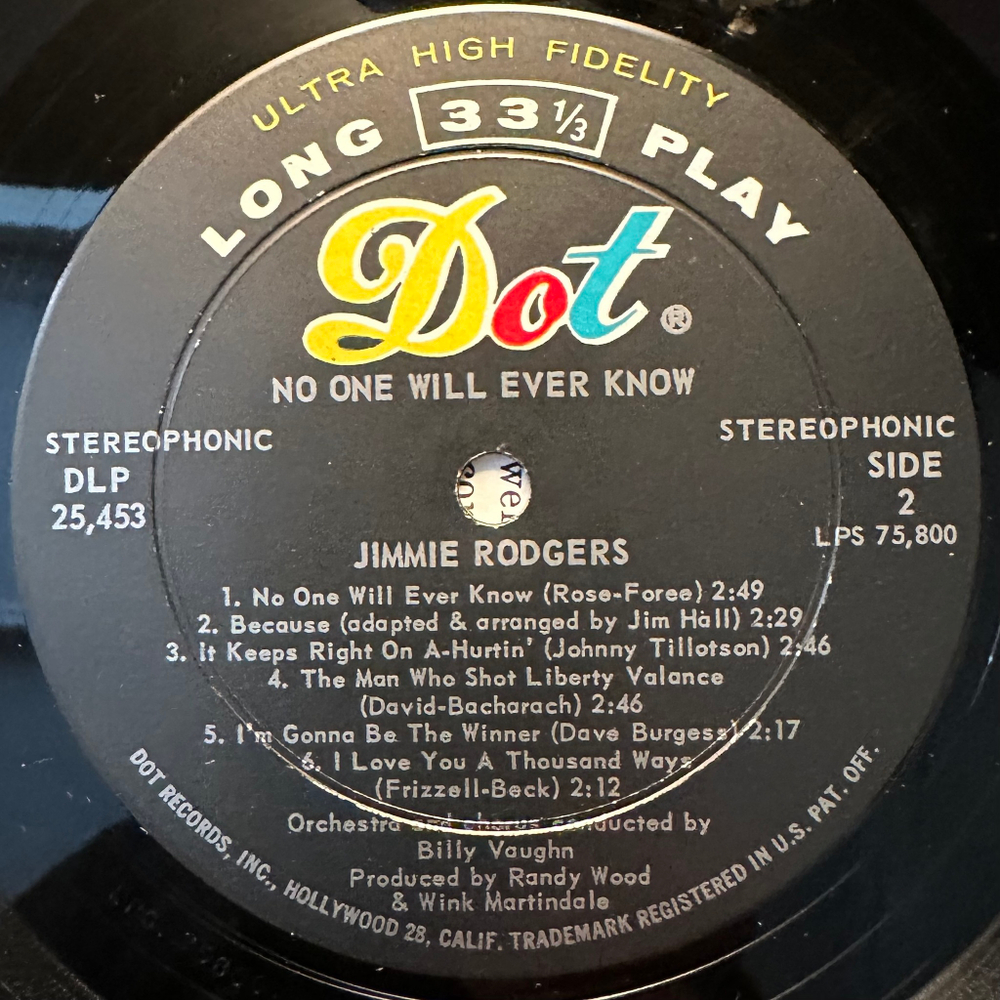 ULTRA HIGH FIDELITY
LONG 33 1/3 PLAY
Dot ®
NO ONE WILL EVER KNOW
STEREOPHONIC
DLP
25,453
STEREOPHONIC
SIDE
2
LPS 75,800
JIMMIE RODGERS
1. No One Will Ever Know (Rose-Foree) 2:49
2. Because (adapted & arranged by Jim Hall) 2:29
3. It Keeps Right On A-Hurtin' (Johnny Tillotson) 2:46
4. The Man Who Shot Liberty Valance
(David-Bacharach) 2:46
5. I'm Gonna Be The Winner (Dave Burgess) 2:17
6. I Love You A Thousand Ways
(Frizzell-Beck) 2:12
Orchestra and chorus conducted by
Billy Vaughn
Produced by Randy Wood
& Wink Martindale
DOT RECORDS, INC., HOLLYWOOD 28, CALIF. TRADEMARK REGISTERED IN U.S. PAT. OFF.